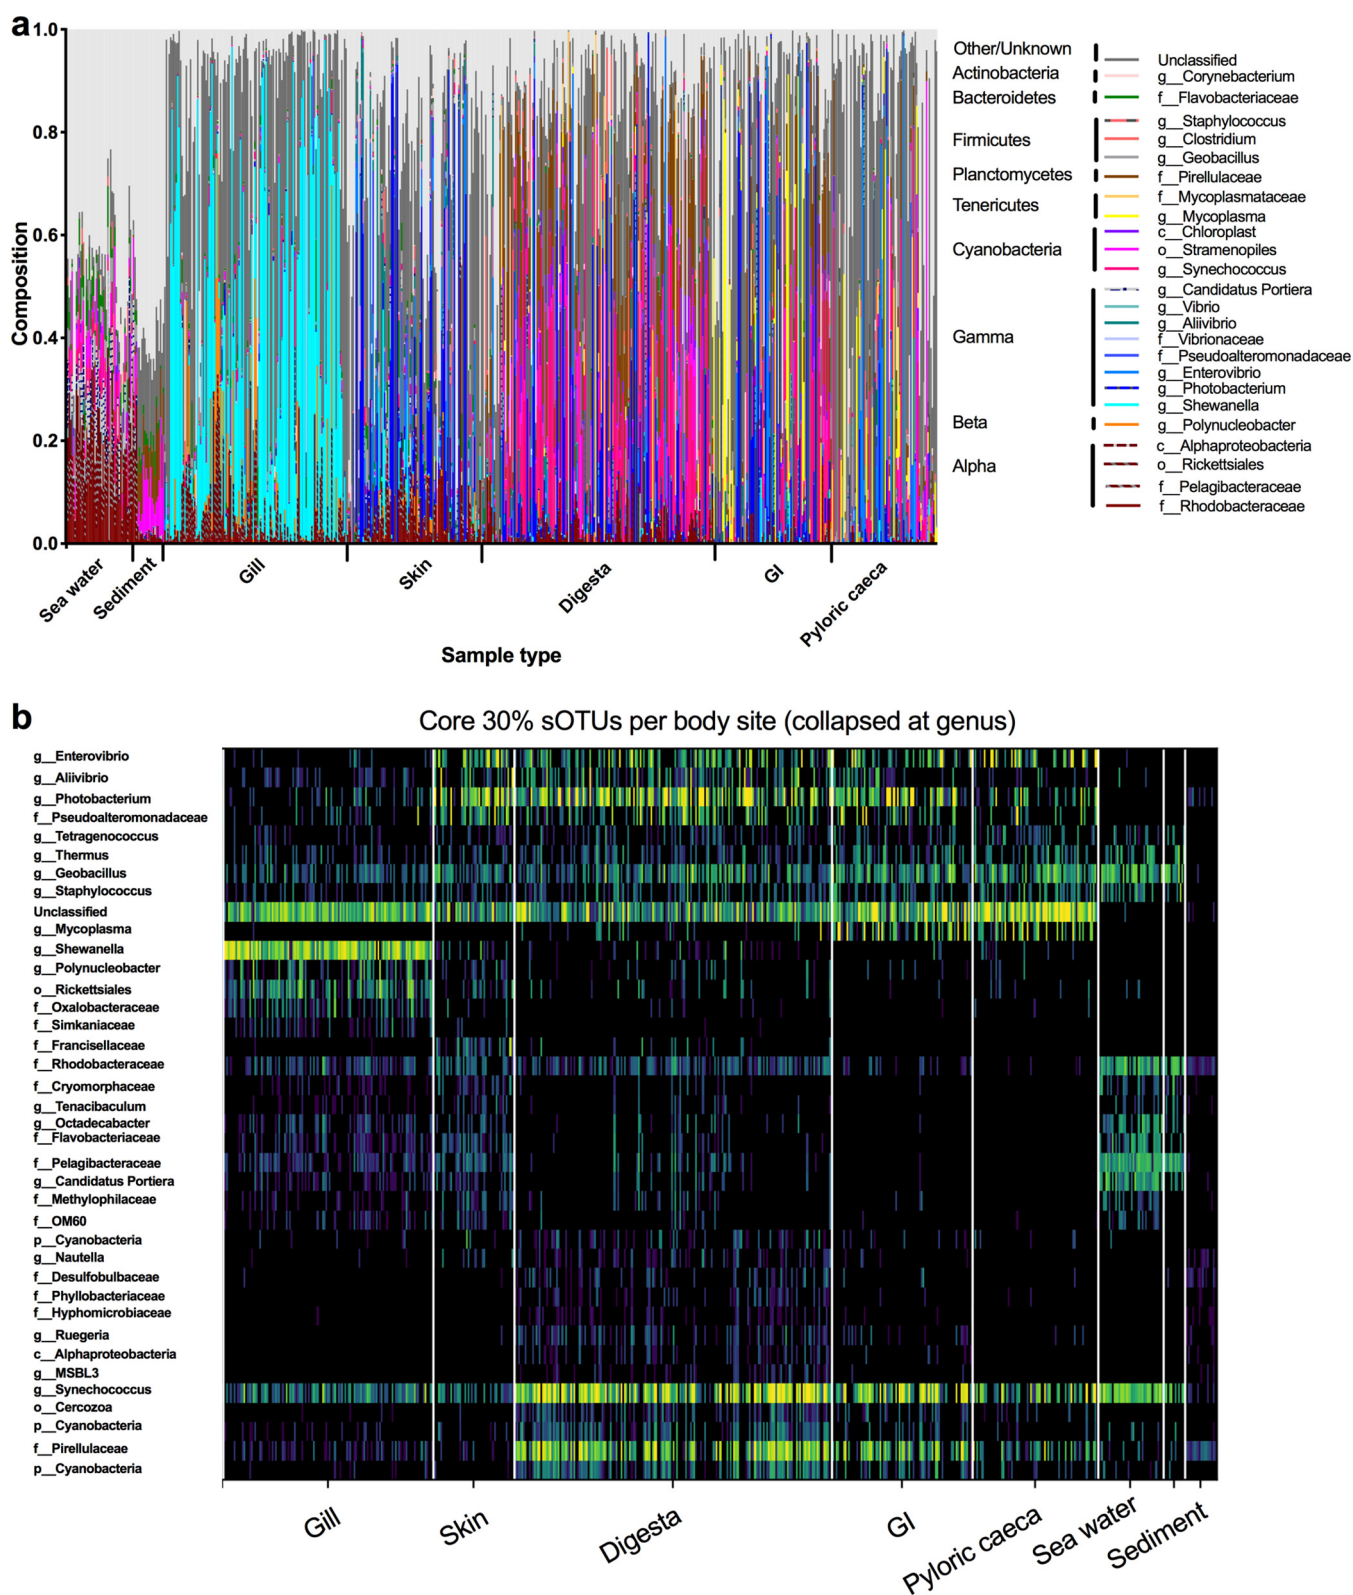 a
1.0
0.8
0.6
0.4
0.2
0.0
Composition
Sea water
Sediment
Gill
Skin
Digesta
GI
Pyloric caeca
Sample type
Other/Unknown
Actinobacteria
Bacteroidetes
Firmicutes
Planctomycetes
Tenericutes
Cyanobacteria
Gamma
Beta
Alpha
Unclassified
g__Corynebacterium
f__Flavobacteriaceae
g__Staphylococcus
g__Clostridium
g__Geobacillus
f__Pirellulaceae
f__Mycoplasmataceae
g__Mycoplasma
c__Chloroplast
o__Stramenopiles
g__Synechococcus
g__Candidatus Portiera
g__Vibrio
g__Aliivibrio
f__Vibrionaceae
f__Pseudoalteromonadaceae
g__Enterovibrio
g__Photobacterium
g__Shewanella
g__Polynucleobacter
c__Alphaproteobacteria
o__Rickettsiales
f__Pelagibacteraceae
f__Rhodobacteraceae
b
Core 30% sOTUs per body site (collapsed at genus)
g__Enterovibrio
g__Aliivibrio
g__Photobacterium
f__Pseudoalteromonadaceae
g__Tetragenococcus
g__Thermus
g__Geobacillus
g__Staphylococcus
Unclassified
g__Mycoplasma
g__Shewanella
g__Polynucleobacter
o__Rickettsiales
f__Oxalobacteraceae
f__Simkaniaceae
f__Francisellaceae
f__Rhodobacteraceae
f__Cryomorphaceae
g__Tenacibaculum
g__Octadecabacter
f__Flavobacteriaceae
f__Pelagibacteraceae
g__Candidatus Portiera
f__Methylophilaceae
f__OM60
p__Cyanobacteria
g__Nautella
f__Desulfobulbaceae
f__Phyllobacteriaceae
f__Hyphomicrobiaceae
g__Ruegeria
c__Alphaproteobacteria
g__MSBL3
g__Synechococcus
o__Cercozoa
p__Cyanobacteria
f__Pirellulaceae
p__Cyanobacteria
Gill
Skin
Digesta
GI
Pyloric caeca
Sea water
Sediment